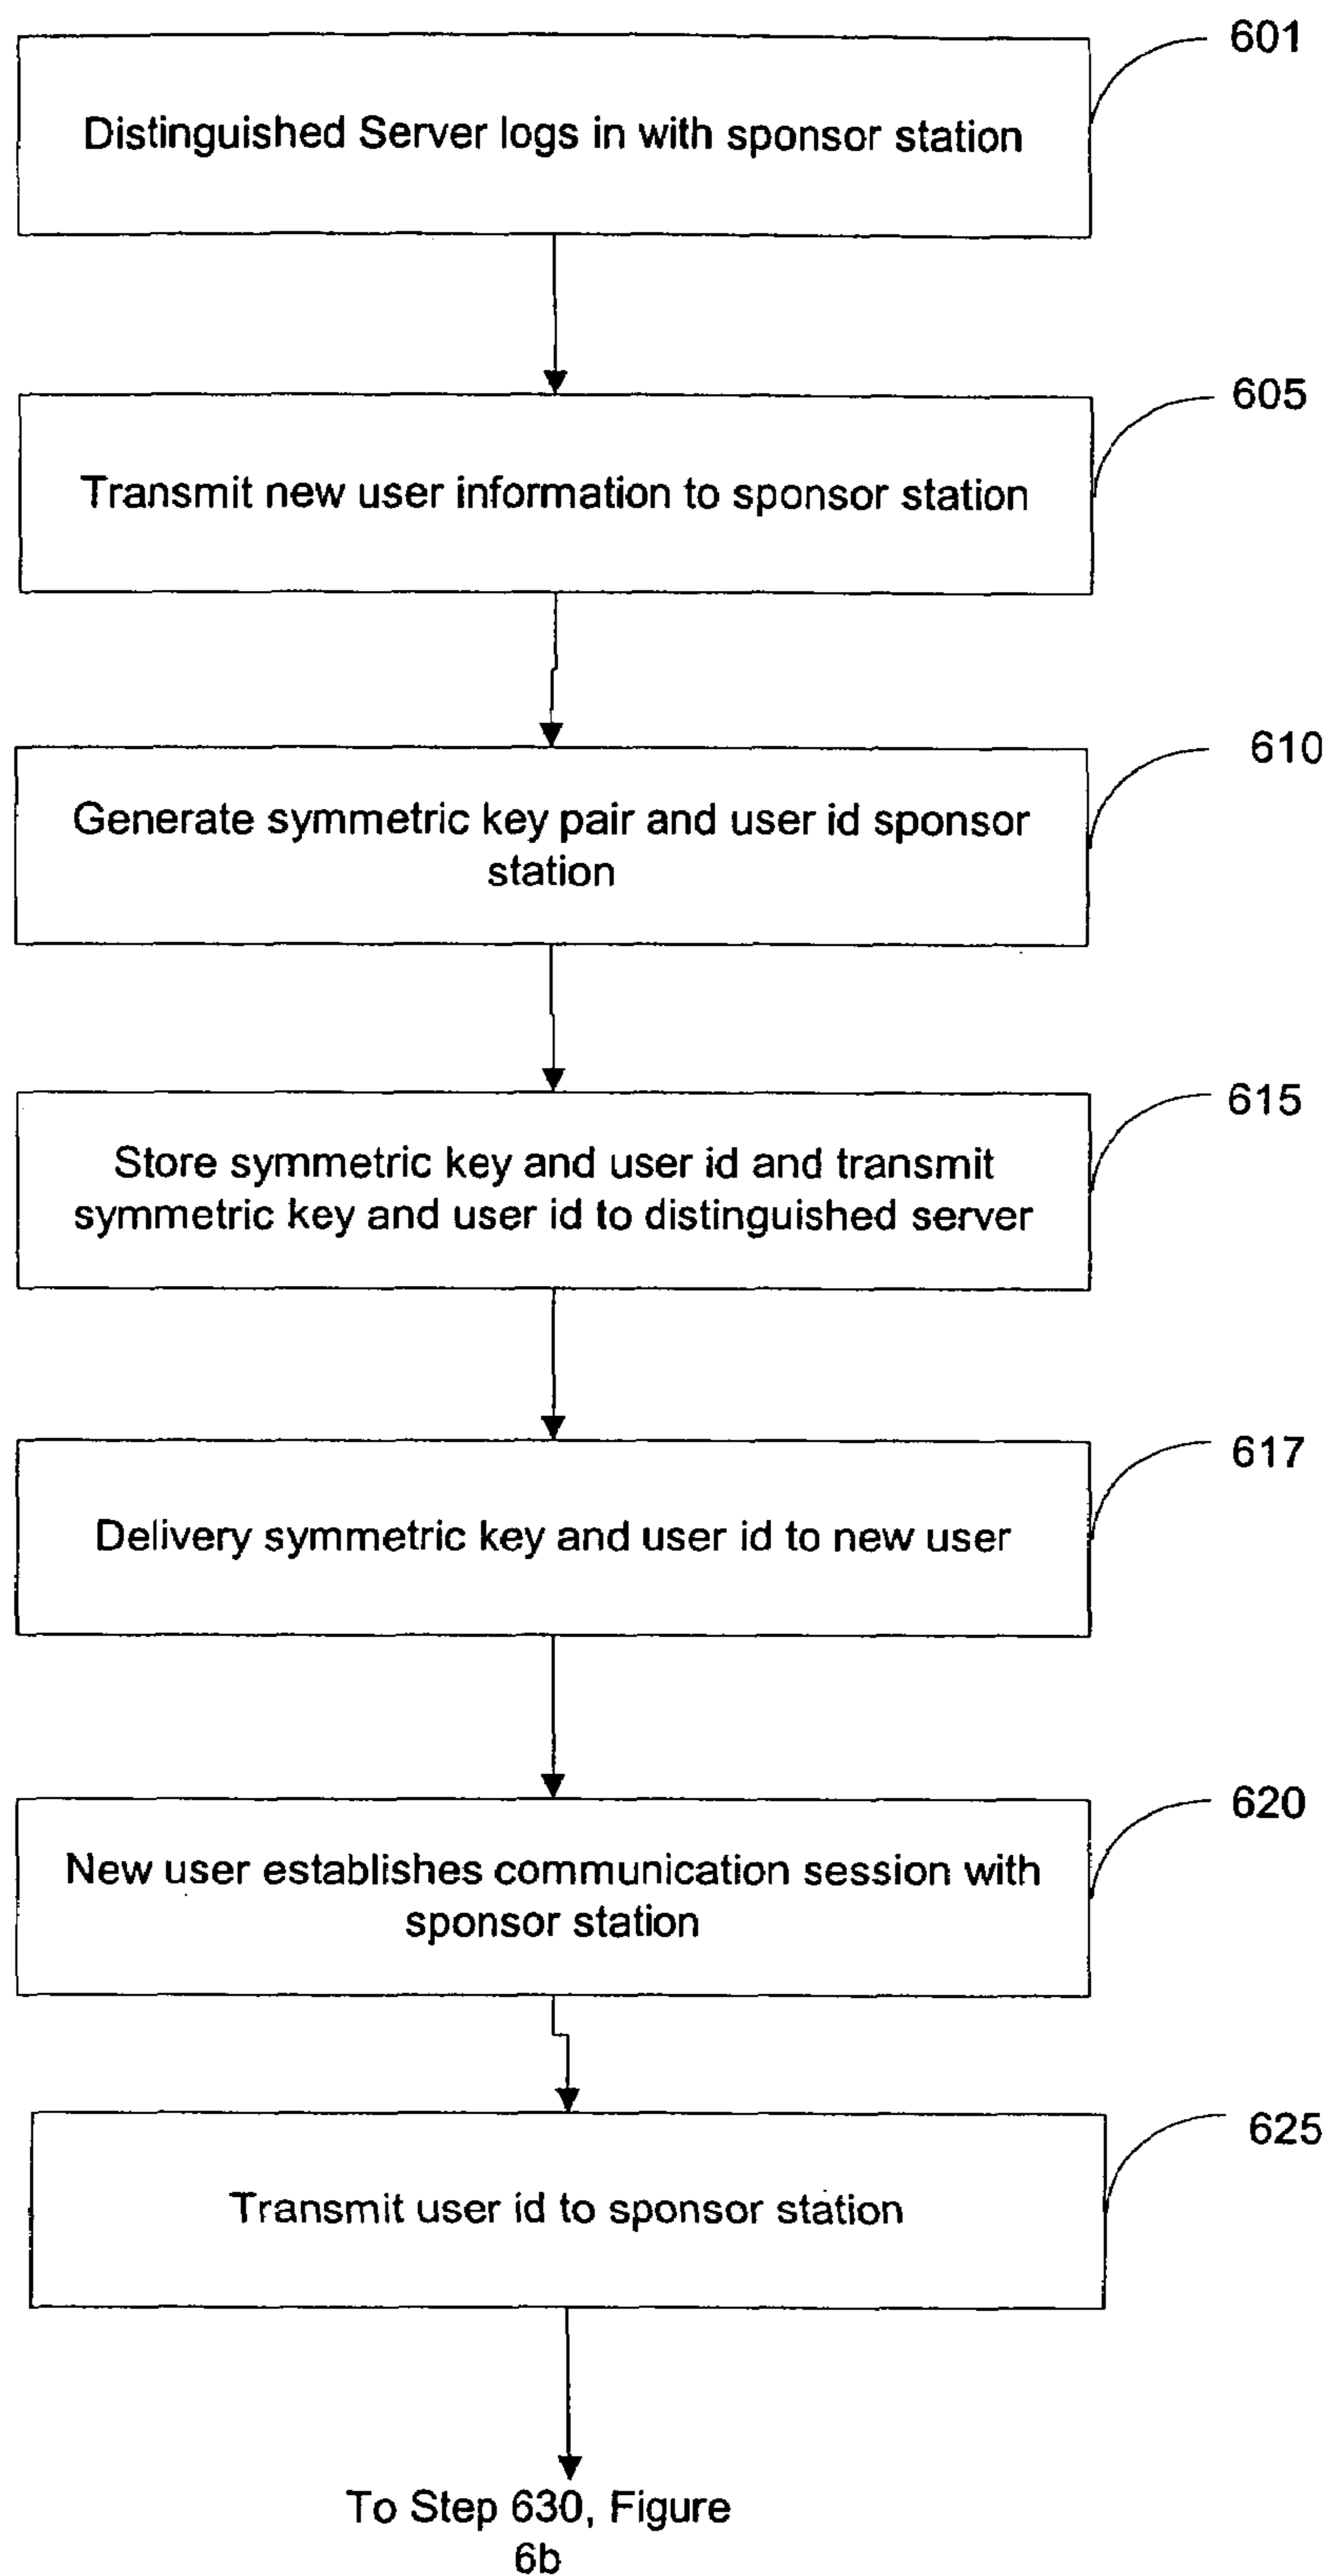 601
Distinguished Server logs in with sponsor station
605
Transmit new user information to sponsor station
610
Generate symmetric key pair and user id sponsor
station
615
Store symmetric key and user id and transmit
symmetric key and user id to distinguished server
617
Delivery symmetric key and user id to new user
620
New user establishes communication session with
sponsor station
625
Transmit user id to sponsor station
To Step 630, Figure
6b